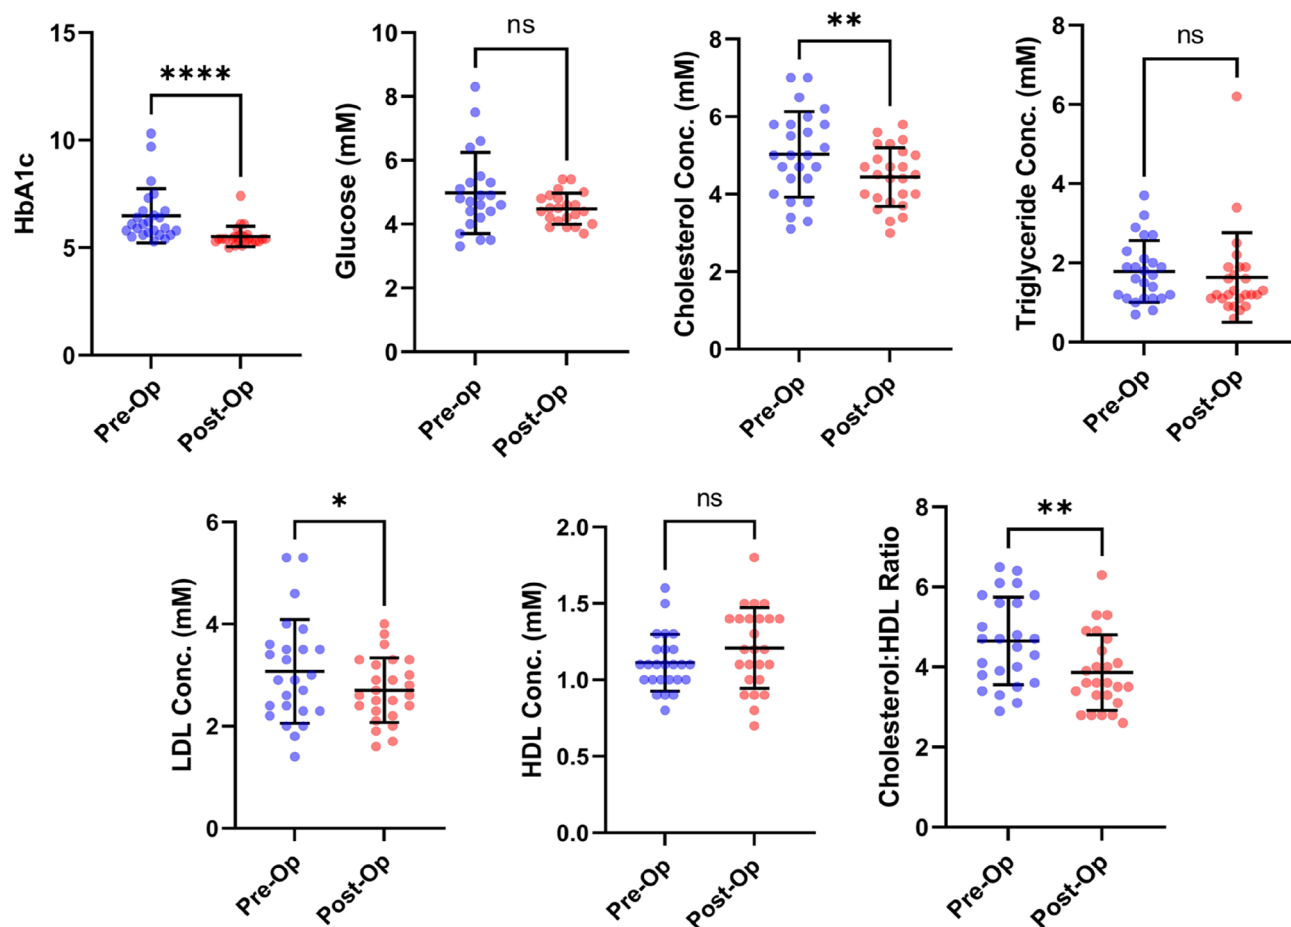 HbA1c
15
10
5
0
****
Pre-Op
Post-Op
Glucose (mM)
10
8
6
4
2
0
ns
Pre-op
Post-Op
Cholesterol Conc. (mM)
8
6
4
2
0
**
Pre-Op
Post-Op
Triglyceride Conc. (mM)
8
6
4
2
0
ns
Pre-Op
Post-Op
LDL Conc. (mM)
6
4
2
0
*
Pre-Op
Post-Op
HDL Conc. (mM)
2.0
1.5
1.0
0.5
0.0
ns
Pre-Op
Post-Op
Cholesterol:HDL Ratio
8
6
4
2
0
**
Pre-Op
Post-Op